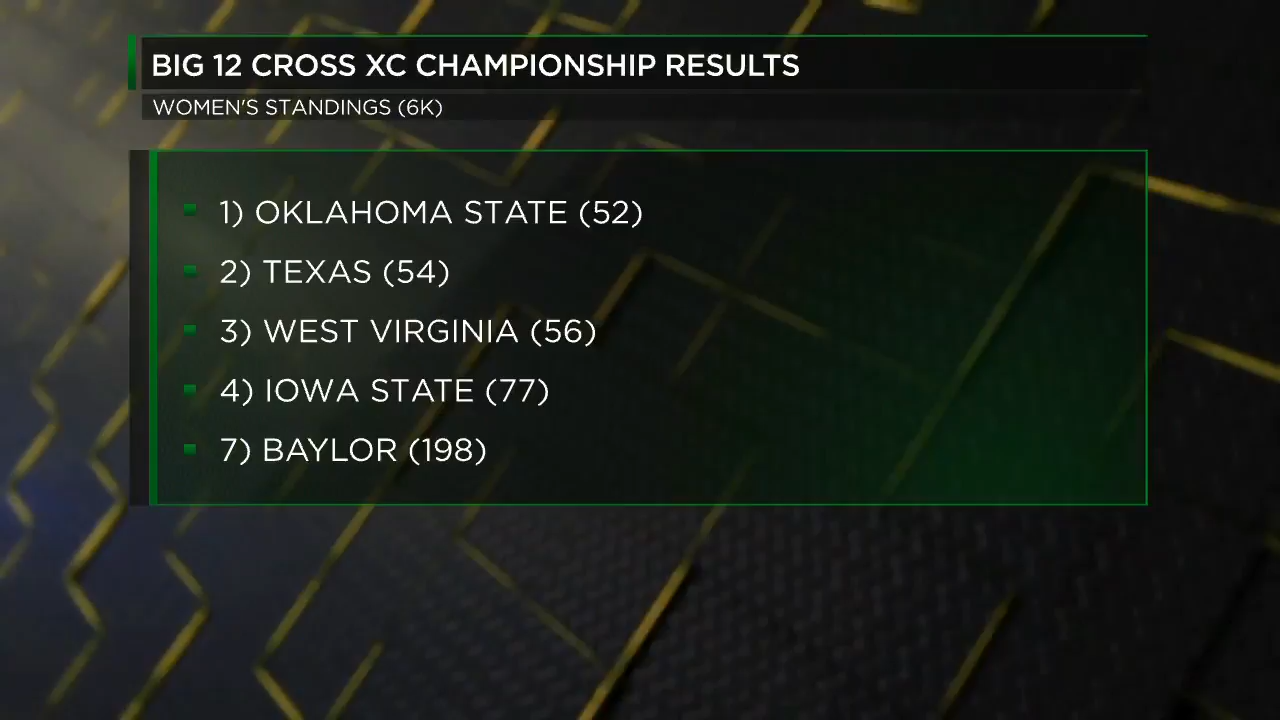 BIG 12 CROSS XC CHAMPIONSHIP RESULTS
WOMEN'S STANDINGS (6K)
1) OKLAHOMA STATE (52)
2) TEXAS (54)
3) WEST VIRGINIA (56)
4) IOWA STATE (77)
7) BAYLOR (198)